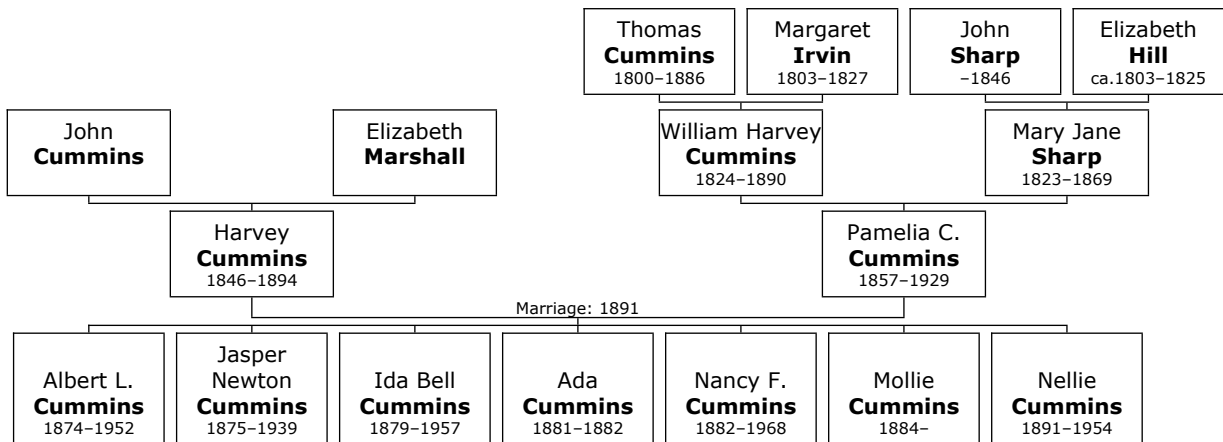 Thomas
Cummins
1800–1886
Margaret
Irvin
1803–1827
John
Sharp
–1846
Elizabeth
Hill
ca.1803–1825
John
Cummins
Elizabeth
Marshall
William Harvey
Cummins
1824–1890
Mary Jane
Sharp
1823–1869
Harvey
Cummins
1846–1894
Pamelia C.
Cummins
1857–1929
Marriage: 1891
Albert L.
Cummins
1874–1952
Jasper
Newton
Cummins
1875–1939
Ida Bell
Cummins
1879–1957
Ada
Cummins
1881–1882
Nancy F.
Cummins
1882–1968
Mollie
Cummins
1884–
Nellie
Cummins
1891–1954